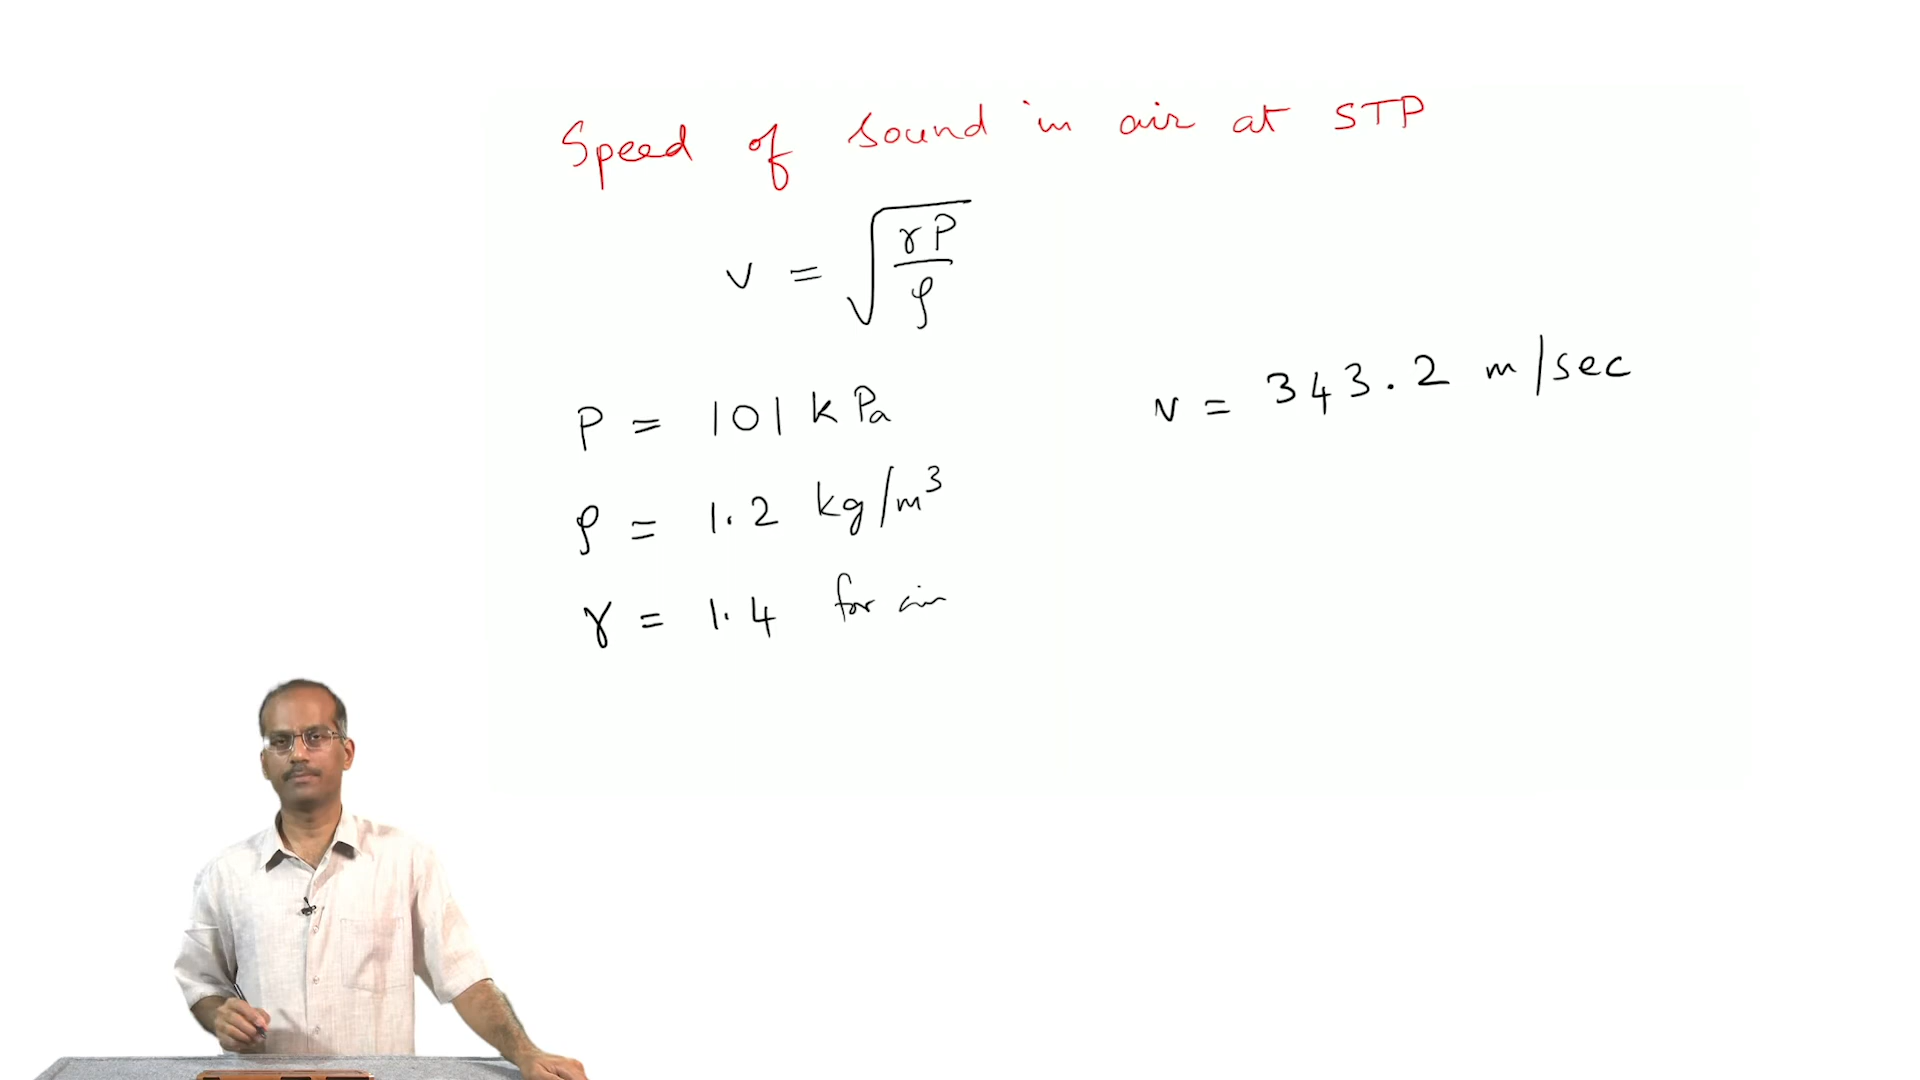 Speed of sound in air at STP
v = √(γP/ρ)
P = 101 kPa
v = 343.2 m/sec
ρ = 1.2 kg/m³
γ = 1.4 for air